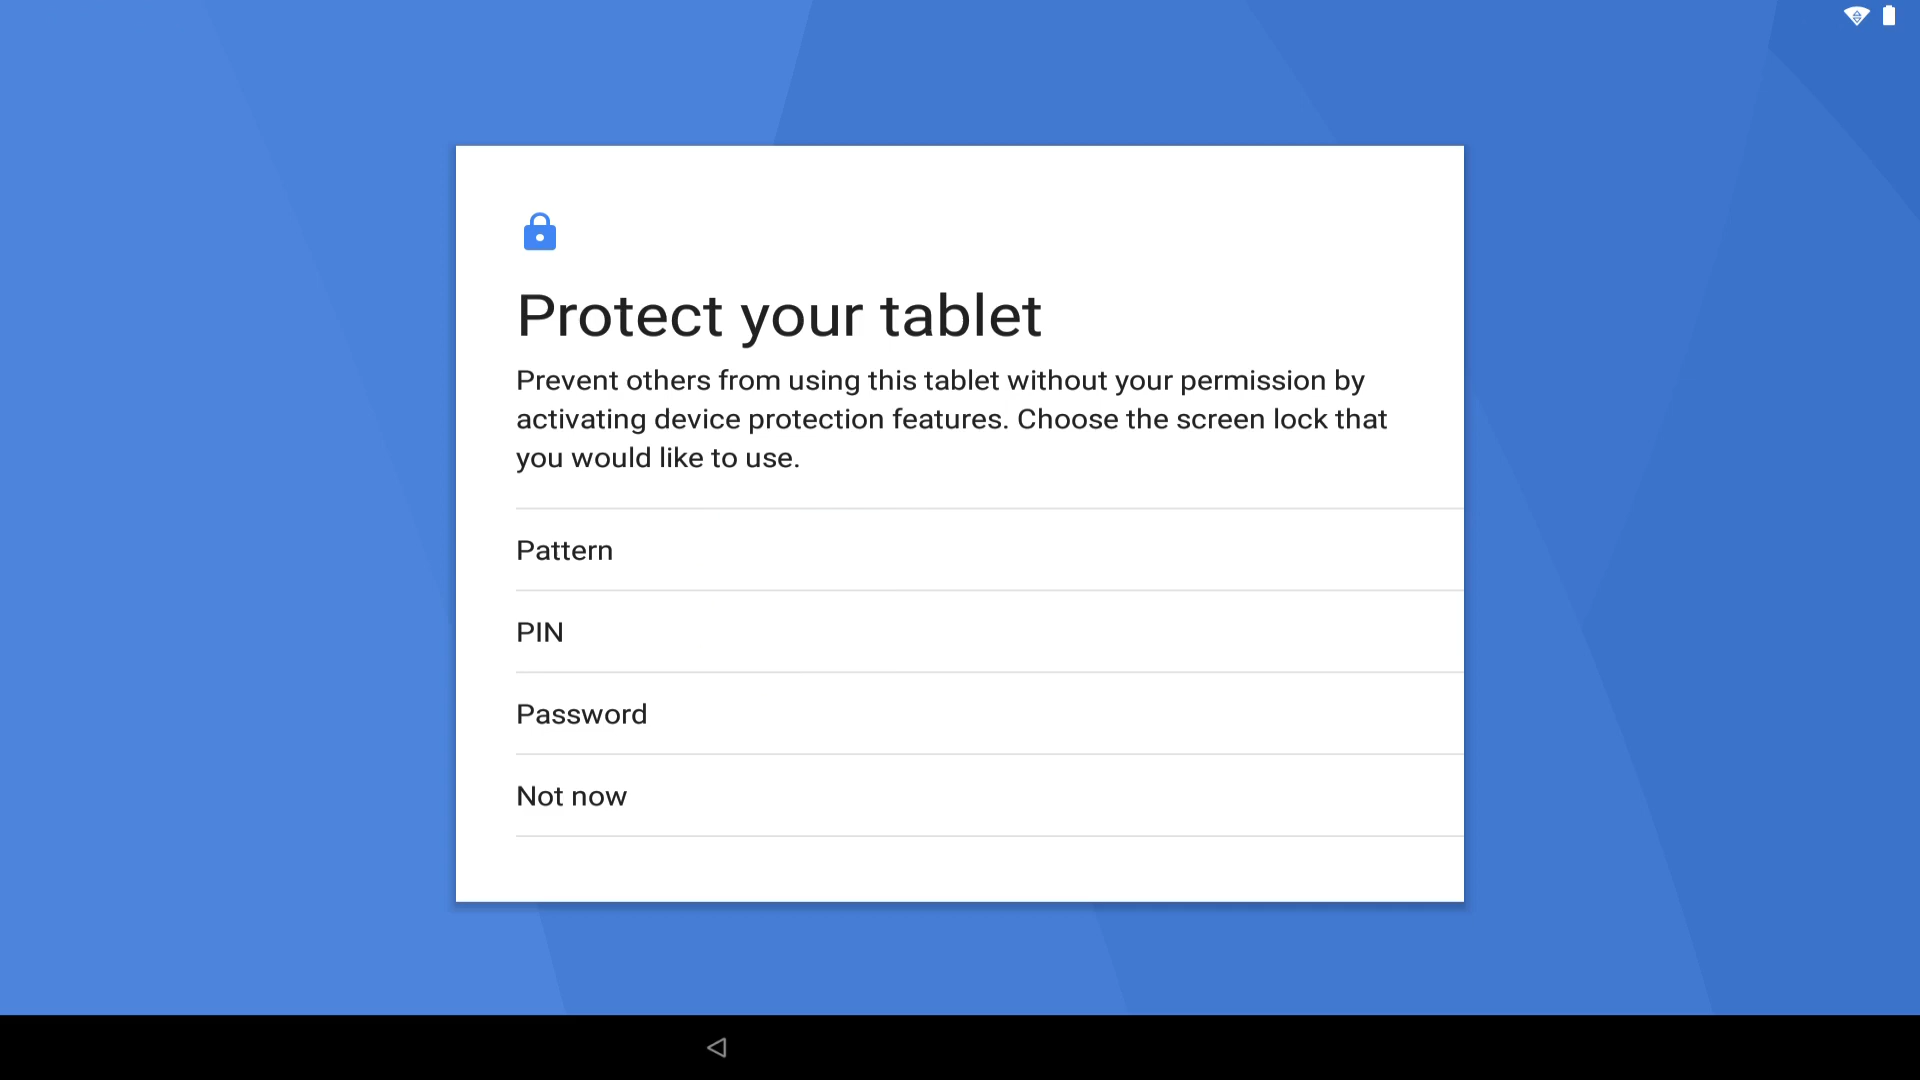 Protect your tablet
Prevent others from using this tablet without your permission by
activating device protection features. Choose the screen lock that
you would like to use.
Pattern
PIN
Password
Not now